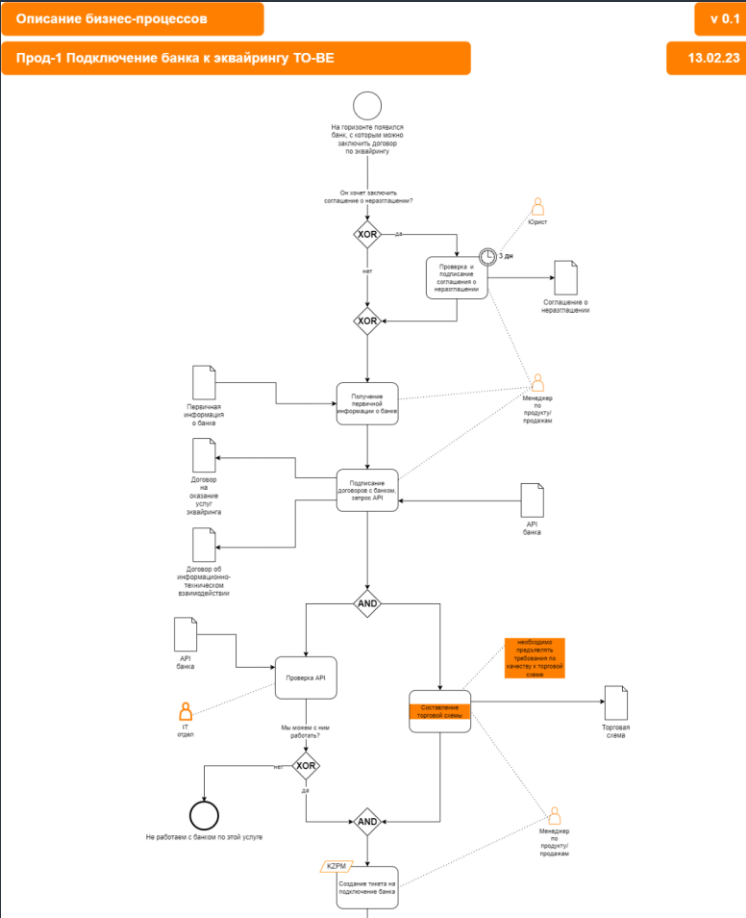 Описание бизнес-процессов
v 0.1
Прод-1 Подключение банка к эквайрингу TO-BE
13.02.23
На горизонте появился
банк, с которым можно
заключить договор
по эквайрингу
Он хочет заключить
соглашение о неразглашении?
Юрист
XOR
да
3 дн
Проверка и
подписание
соглашения о
неразглашении
нет
Соглашение о
неразглашении
XOR
Получение
первичной
информации о банке
Первичная
информация
о банке
Менеджер
по
продукту/
продажам
Договор
на
оказание
услуг
эквайринга
Подписание
договоров с банком,
запрос API
API
банка
Договор об
информационно-
техническом
взаимодействии
AND
API
банка
необходимо
предъявлять
требования по
качеству к торговой
схеме
Проверка API
IT
отдел
Составление
торговой схемы
Торговая
схема
Мы можем с ним
работать?
XOR
нет
да
Не работаем с банком по этой услуге
AND
Менеджер
по
продукту/
продажам
KZPM
Создание тикета на
подключение банка